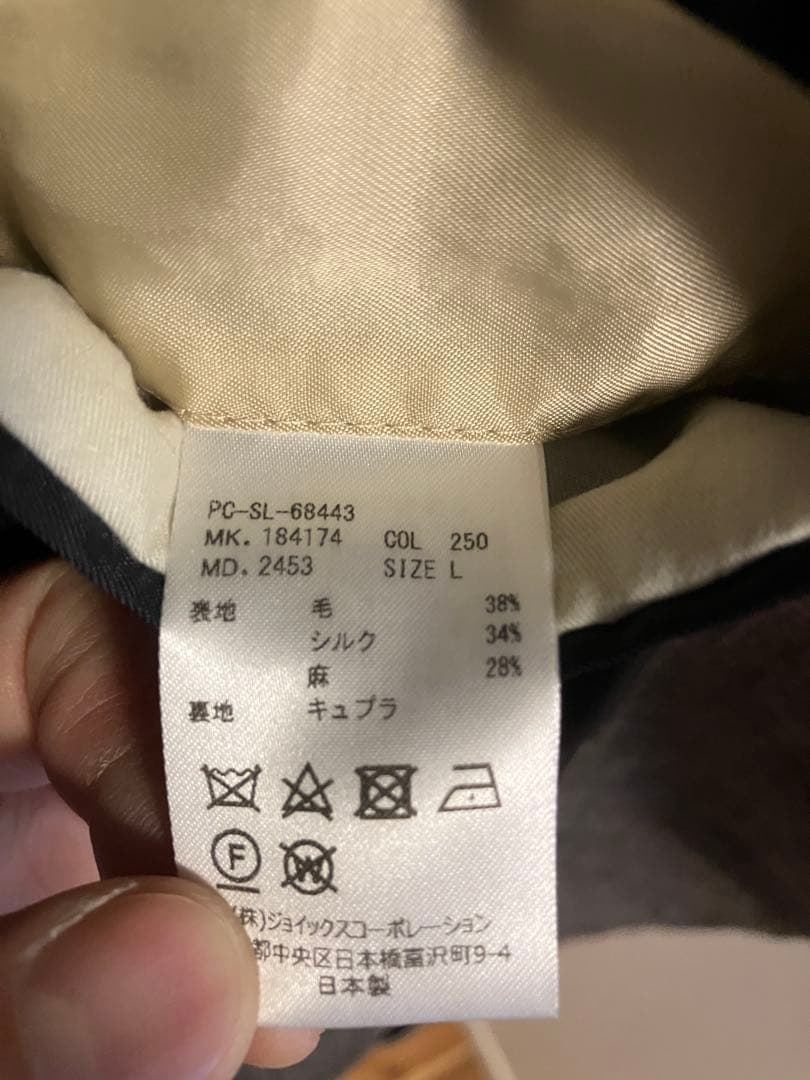 PC-SL-68443
MK. 184174 COL 250
MD. 2453 SIZE L
表地 毛 38%
シルク 34%
麻 28%
裏地 キュプラ
F W
(株)ジョイックスコーポレーション
都中央区日本橋富沢町9-4
日本製